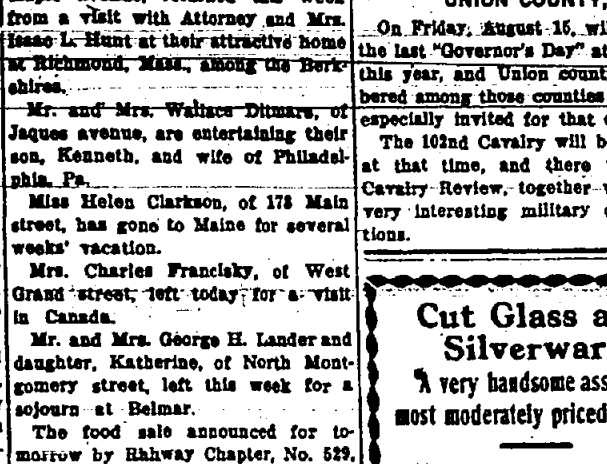 from a visit with Attorney and Mrs.
Isaac L. Hunt at their attractive home
at Richmond, Mass., among the Berk-
shires.
Mr. and Mrs. Wallace Ditmars, of
Jaques avenue, are entertaining their
son, Kenneth, and wife of Philadel-
phia, Pa.
Miss Helen Clarkson, of 178 Main
street, has gone to Maine for several
weeks' vacation.
Mrs. Charles Francisky, of West
Grand street, left today for a visit
in Canada.
Mr. and Mrs. George H. Lander and
daughter, Katherine, of North Mont-
gomery street, left this week for a
sojourn at Belmar.
The food sale announced for to-
morrow by Rahway Chapter, No. 529,
UNION COUNTY,
On Friday, August 15, wi
the last "Governor's Day" at
this year, and Union count
bered among those counties
especially invited for that
The 102nd Cavalry will b
at that time, and there
Cavalry Review, together
very interesting military
tions.
Cut Glass a
Silverwar
A very handsome ass
most moderately priced